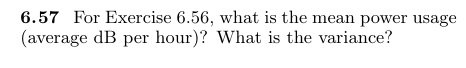 6.57 For Exercise 6.56, what is the mean power usage
(average dB per hour)? What is the variance?